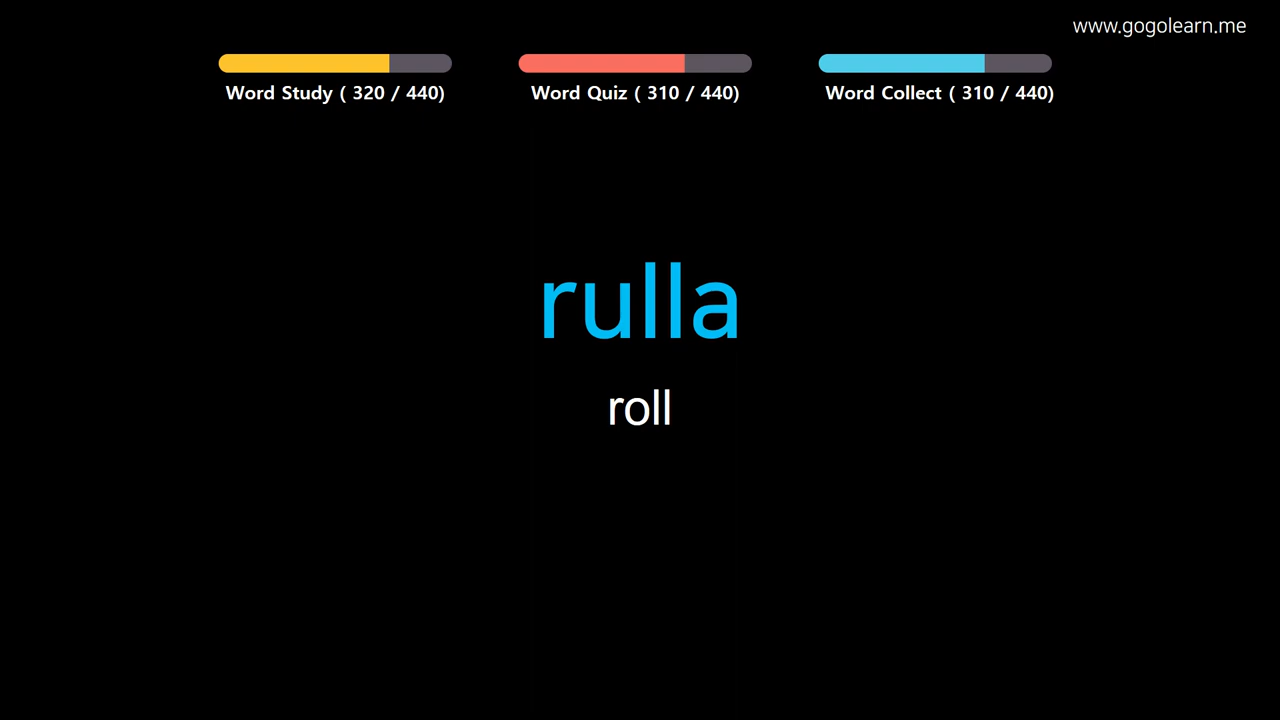 www.gogolearn.me
Word Study ( 320 / 440)
Word Quiz ( 310 / 440)
Word Collect ( 310 / 440)
rulla
roll